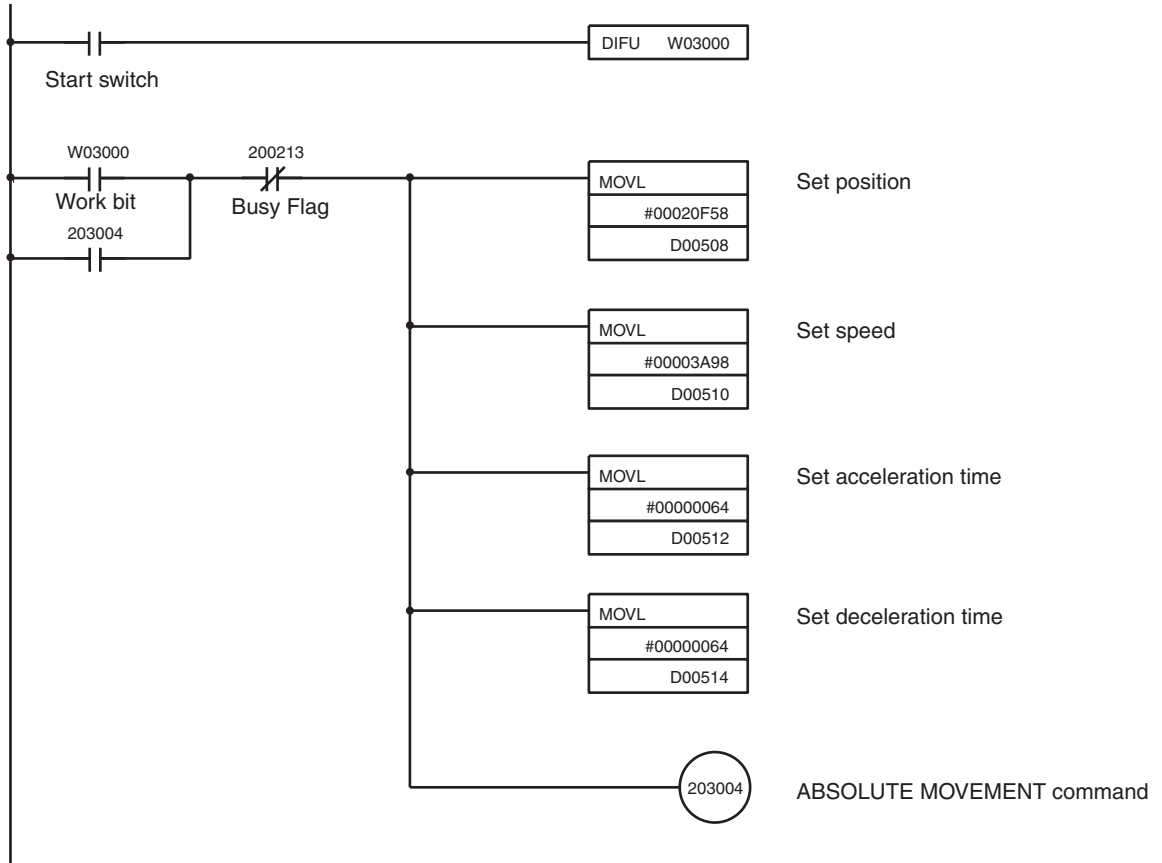 DIFU W03000
Start switch
W03000
200213
MOVL
Set position
Work bit
Busy Flag
#00020F58
203004
D00508
MOVL
Set speed
#00003A98
D00510
MOVL
Set acceleration time
#00000064
D00512
MOVL
Set deceleration time
#00000064
D00514
203004
ABSOLUTE MOVEMENT command